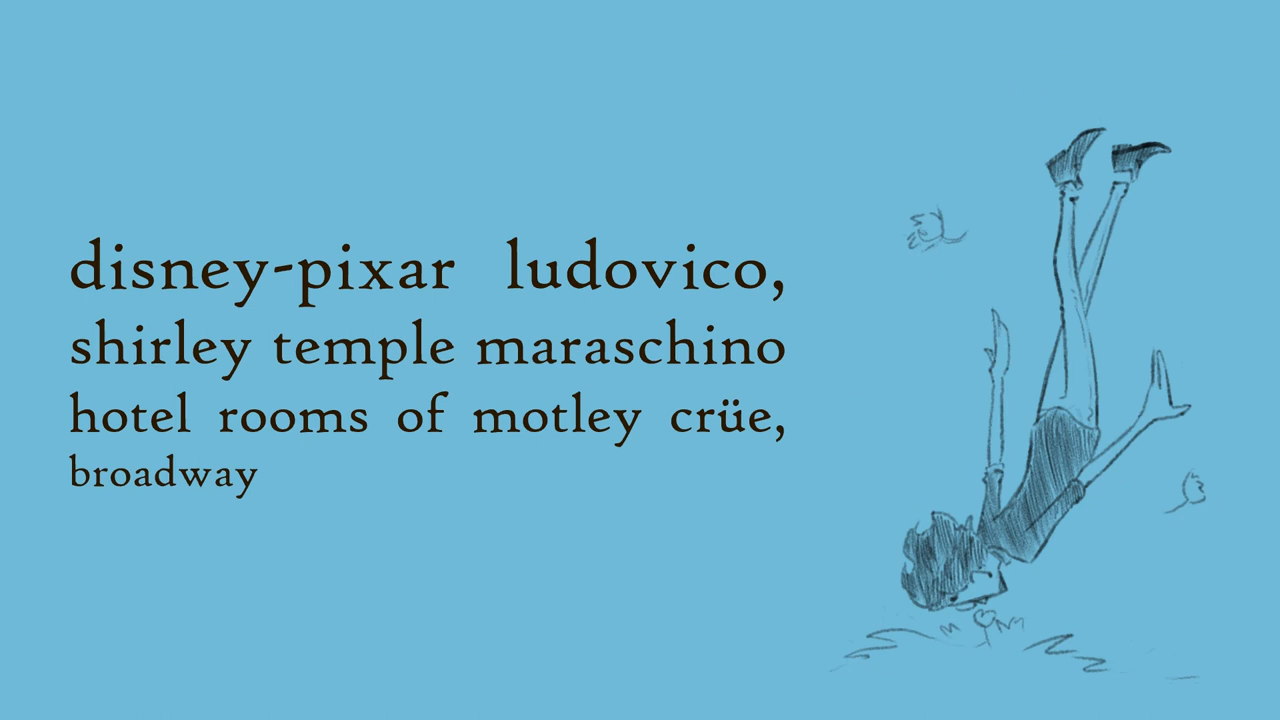 disney-pixar ludovico,
shirley temple maraschino
hotel rooms of motley crüe,
broadway